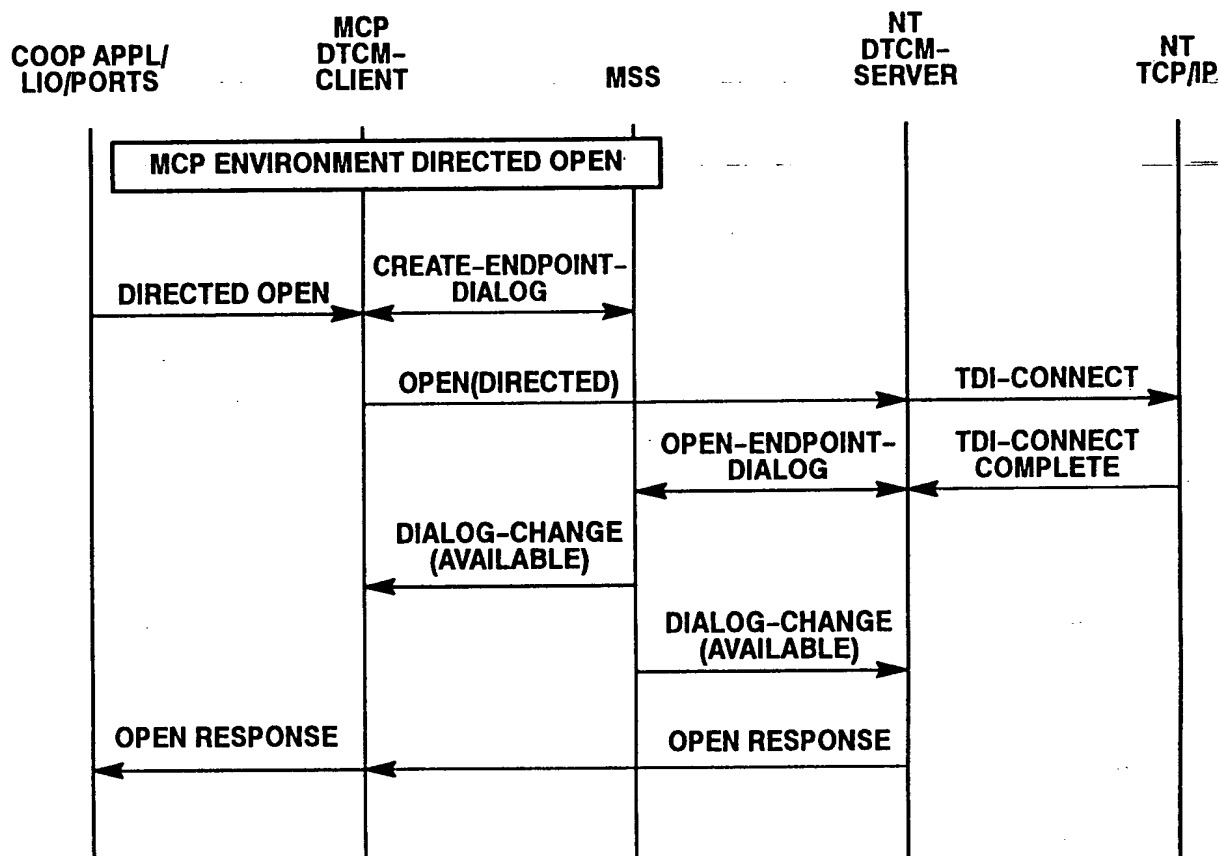 COOP APPL/
LIO/PORTS
MCP
DTCM-
CLIENT
MSS
NT
DTCM-
SERVER
NT
TCP/IP
MCP ENVIRONMENT DIRECTED OPEN
DIRECTED OPEN
CREATE-ENDPOINT-
DIALOG
OPEN(DIRECTED)
TDI-CONNECT
OPEN-ENDPOINT-
DIALOG
TDI-CONNECT
COMPLETE
DIALOG-CHANGE
(AVAILABLE)
DIALOG-CHANGE
(AVAILABLE)
OPEN RESPONSE
OPEN RESPONSE